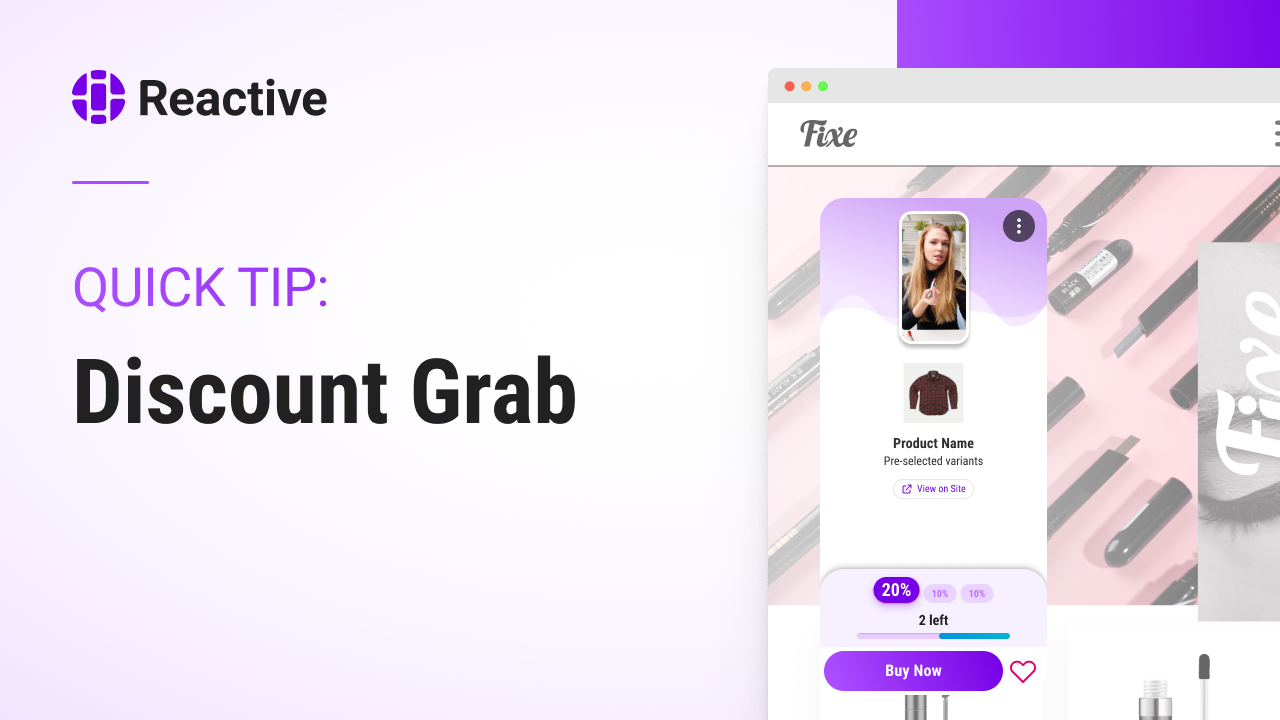 Reactive
QUICK TIP:
Discount Grab
Fixe
Fixe
Product Name
Pre-selected variants
View on Site
20% 10% 10%
2 left
Buy Now